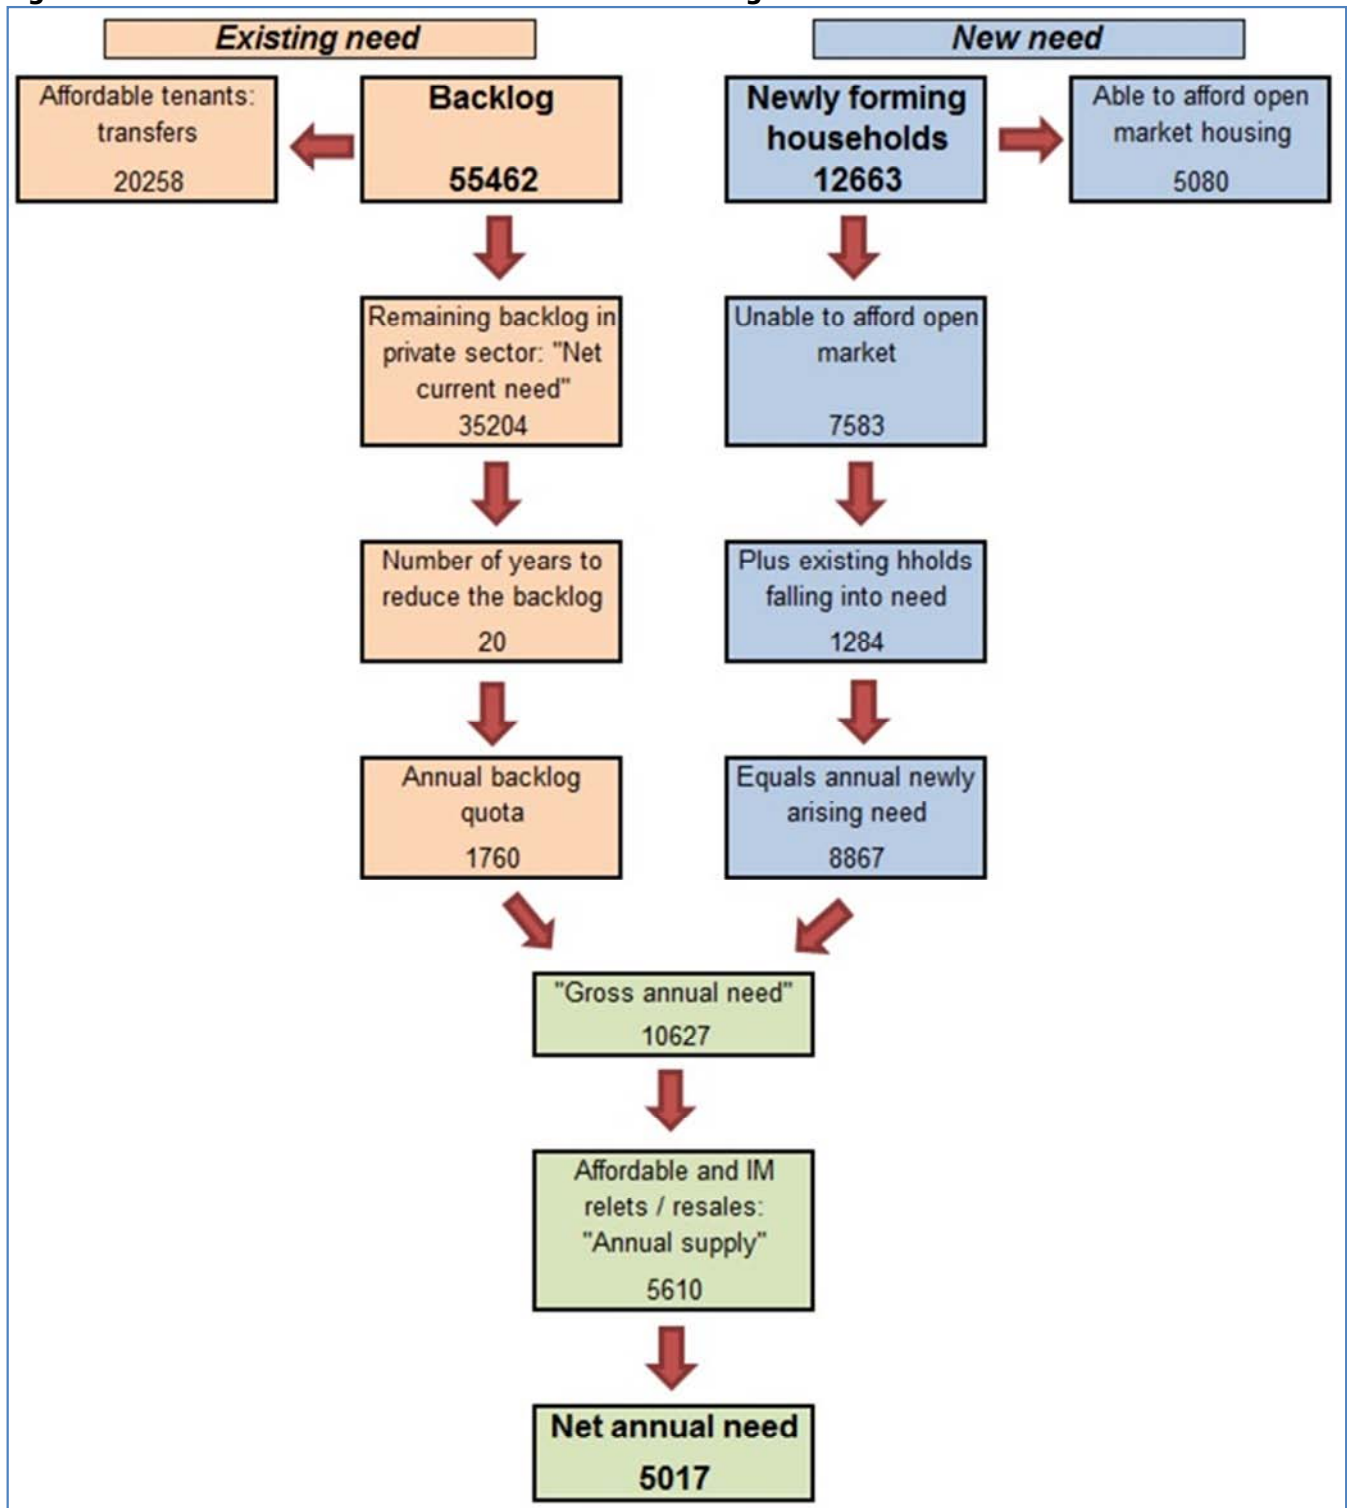 Existing need
New need
Affordable tenants:
transfers
20258
Backlog
55462
Newly forming
households
12663
Able to afford open
market housing
5080
Remaining backlog in
private sector: "Net
current need"
35204
Unable to afford open
market
7583
Number of years to
reduce the backlog
20
Plus existing hholds
falling into need
1284
Annual backlog
quota
1760
Equals annual newly
arising need
8867
"Gross annual need"
10627
Affordable and IM
relets / resales:
"Annual supply"
5610
Net annual need
5017